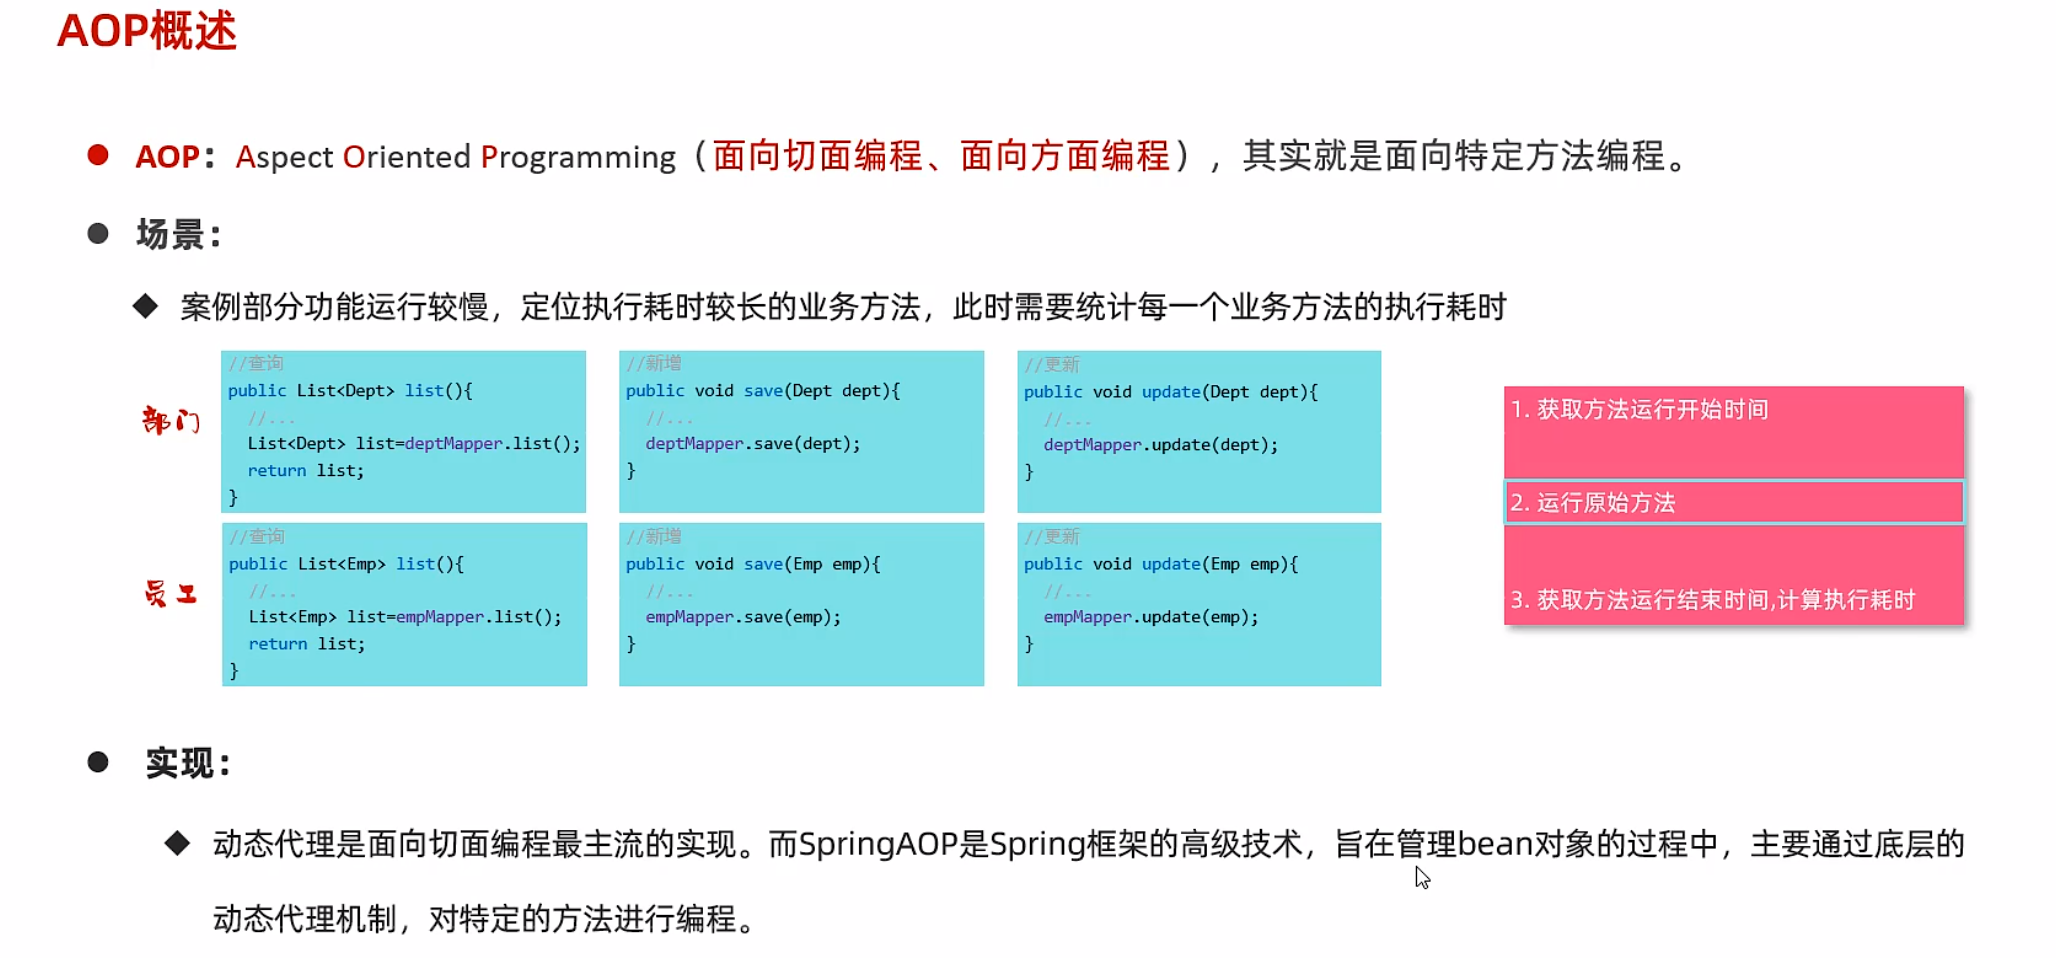 AOP概述
AOP：Aspect Oriented Programming（面向切面编程、面向方面编程），其实就是面向特定方法编程。
场景：
案例部分功能运行较慢，定位执行耗时较长的业务方法，此时需要统计每一个业务方法的执行耗时
部门
//查询
public List<Dept> list(){
//...
List<Dept> list=deptMapper.list();
return list;
}
//新增
public void save(Dept dept){
//...
deptMapper.save(dept);
}
//更新
public void update(Dept dept){
//...
deptMapper.update(dept);
}
员工
//查询
public List<Emp> list(){
//...
List<Emp> list=empMapper.list();
return list;
}
//新增
public void save(Emp emp){
//...
empMapper.save(emp);
}
//更新
public void update(Emp emp){
//...
empMapper.update(emp);
}
1. 获取方法运行开始时间
2. 运行原始方法
3. 获取方法运行结束时间,计算执行耗时
实现：
动态代理是面向切面编程最主流的实现。而SpringAOP是Spring框架的高级技术，旨在管理bean对象的过程中，主要通过底层的
动态代理机制，对特定的方法进行编程。